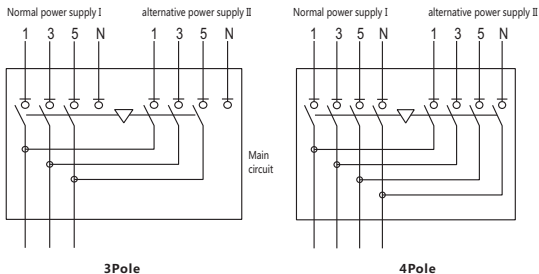 Normal power supply Ⅰ alternative power supply Ⅱ
1 3 5 N 1 3 5 N
Main
circuit
3Pole
Normal power supply Ⅰ alternative power supply Ⅱ
1 3 5 N 1 3 5 N
4Pole